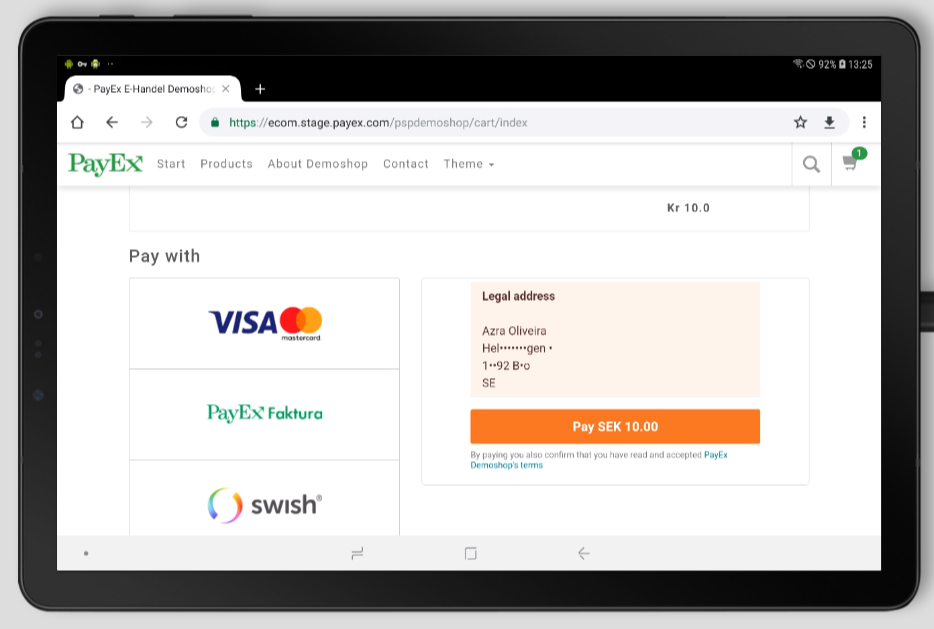 92% 13:25
- PayEx E-Handel Demoshop
https://ecom.stage.payex.com/pspdemoshop/cart/index
PayEx Start Products About Demoshop Contact Theme
1
Kr 10.0
Pay with
VISA
mastercard
PayEx Faktura
swish®
Legal address
Azra Oliveira
Hel•••••••gen •
1••92 B•o
SE
Pay SEK 10.00
By paying you also confirm that you have read and accepted PayEx
Demoshop's terms